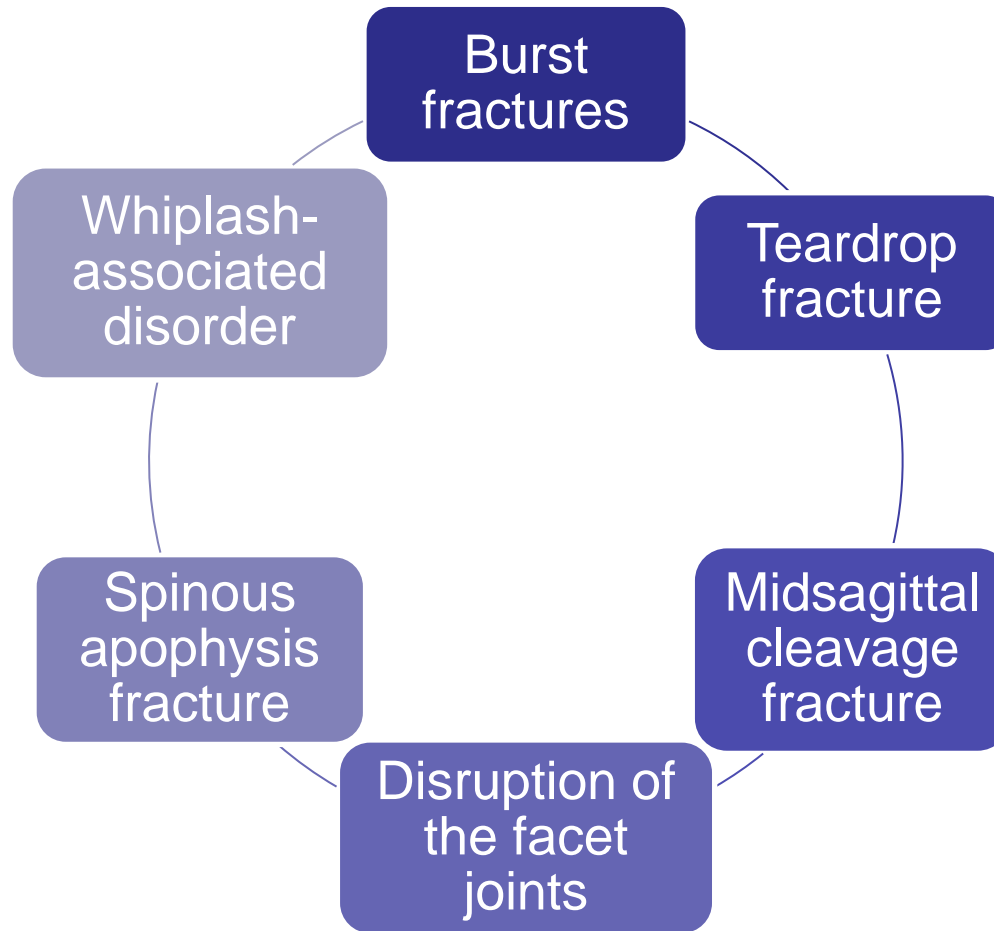 Burst
fractures
Teardrop
fracture
Midsagittal
cleavage
fracture
Disruption of
the facet
joints
Spinous
apophysis
fracture
Whiplash-
associated
disorder